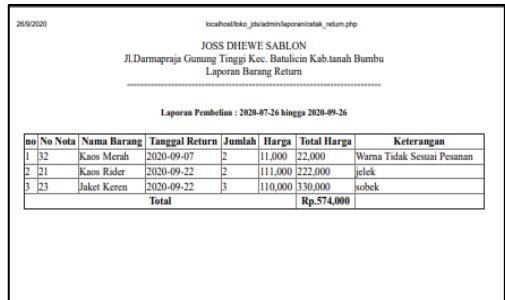 26/9/2020 localhost/toko_jds/admin/laporan/cetak_return.php
JOSS DHEWE SABLON
Jl.Darmapraja Gunung Tinggi Kec. Batulicin Kab.tanah Bumbu
Laporan Barang Return
Laporan Pembelian : 2020-07-26 hingga 2020-09-26
no No Nota Nama Barang Tanggal Return Jumlah Harga Total Harga Keterangan
1 32 Kaos Merah 2020-09-07 2 11,000 22,000 Warna Tidak Sesuai Pesanan
2 21 Kaos Rider 2020-09-22 2 111,000 222,000 jelek
3 23 Jaket Keren 2020-09-22 3 110,000 330,000 sobek
Total Rp.574,000